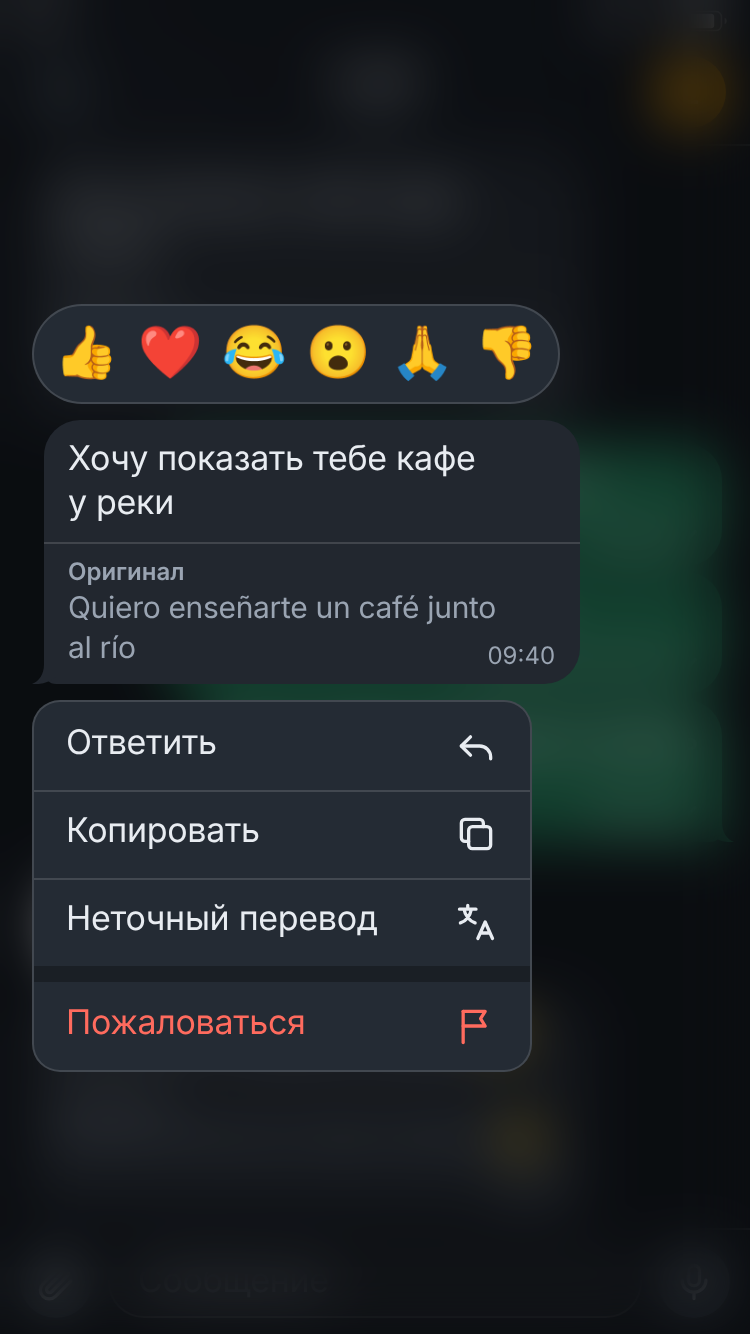 Хочу показать тебе кафе
у реки
Оригинал
Quiero enseñarte un café junto
al río
09:40
Ответить
Копировать
Неточный перевод
Пожаловаться
Сообщение